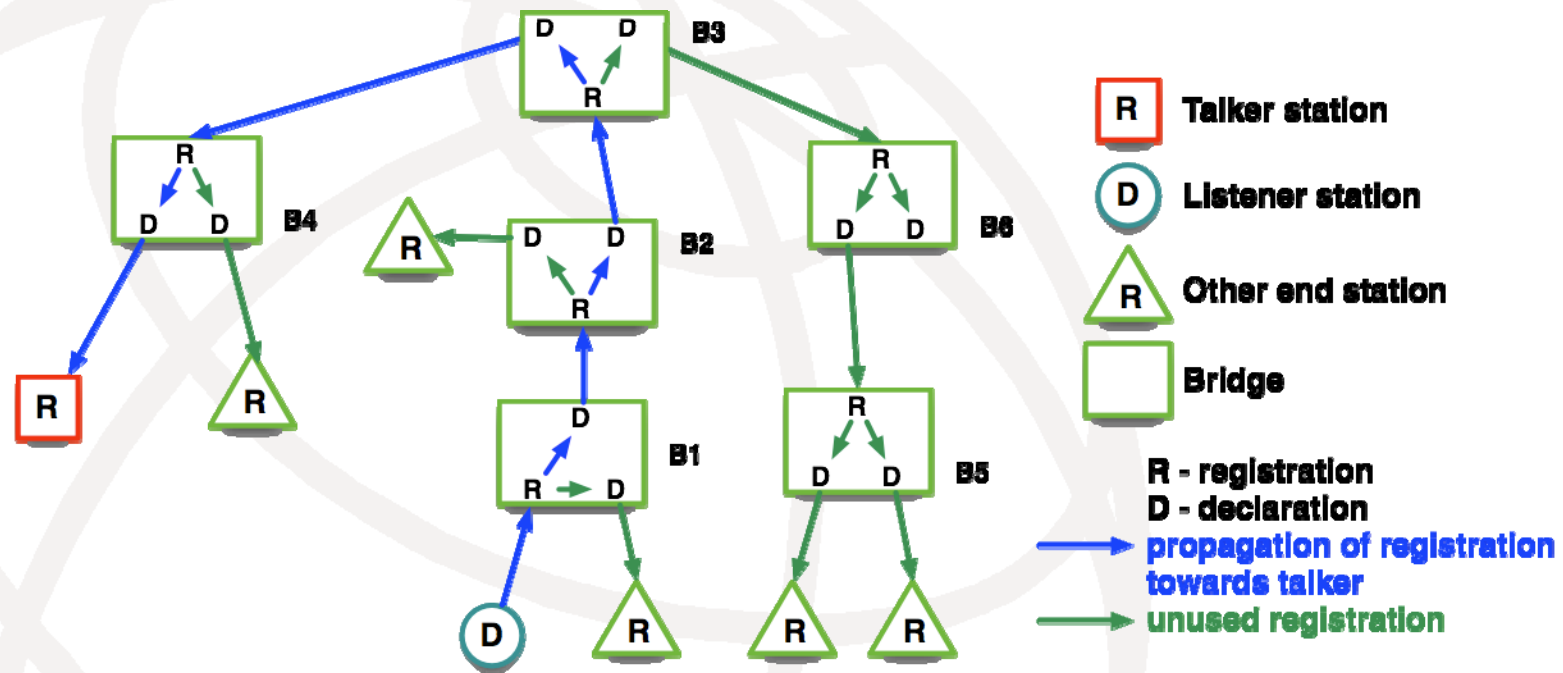 D D B3
R
R
D D B4
R
D D B2
R
R
D D B6
R
R
D
R D B1
R
D D B5
D
R
R
R
R Talker station
D Listener station
R Other end station
Bridge
R - registration
D - declaration
propagation of registration
towards talker
unused registration